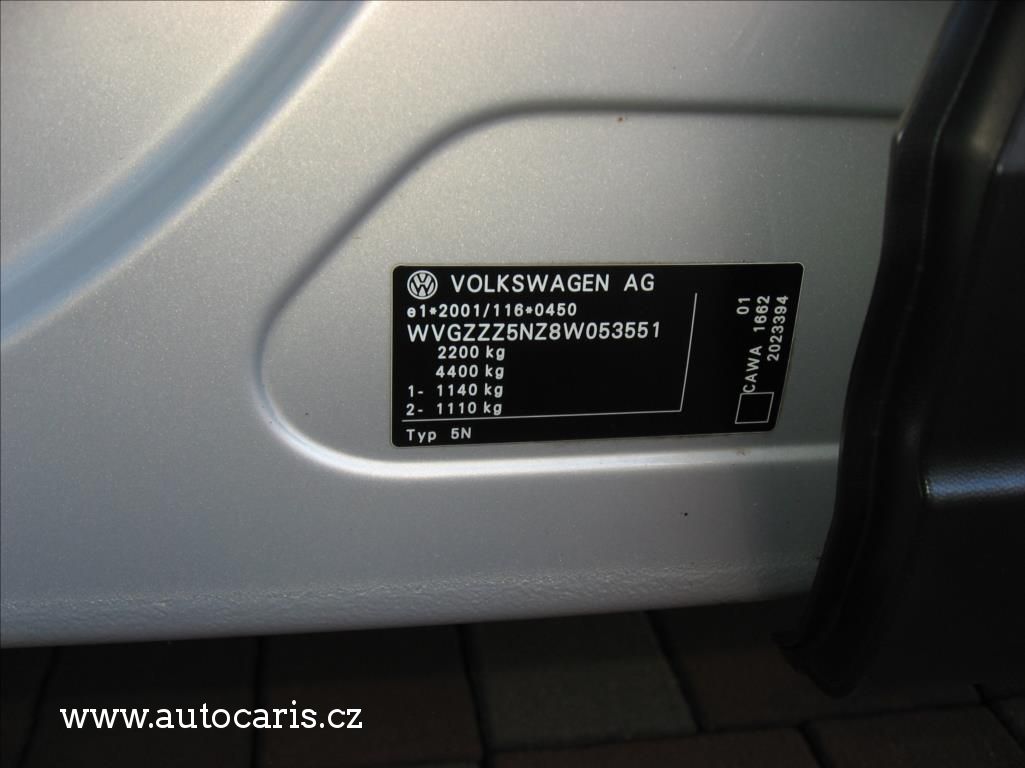 VOLKSWAGEN AG
e1*2001/116*0450
WVGZZZ5NZ8W053551
2200 kg
4400 kg
1- 1140 kg
2- 1110 kg
Typ 5N
01
CAWA 1662
2023394
www.autocaris.cz